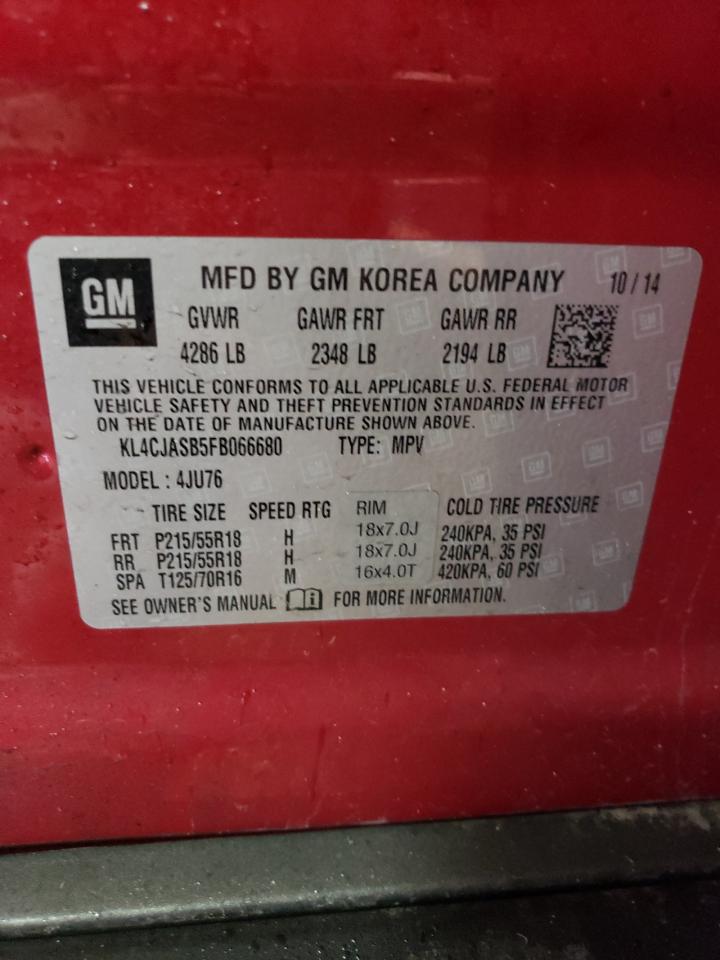 GM
MFD BY GM KOREA COMPANY 10 / 14
GVWR GAWR FRT GAWR RR
4286 LB 2348 LB 2194 LB
THIS VEHICLE CONFORMS TO ALL APPLICABLE U.S. FEDERAL MOTOR
VEHICLE SAFETY AND THEFT PREVENTION STANDARDS IN EFFECT
ON THE DATE OF MANUFACTURE SHOWN ABOVE.
KL4CJASB5FB066680 TYPE: MPV
MODEL : 4JU76
TIRE SIZE SPEED RTG RIM COLD TIRE PRESSURE
FRT P215/55R18 H 18x7.0J 240KPA, 35 PSI
RR P215/55R18 H 18x7.0J 240KPA, 35 PSI
SPA T125/70R16 M 16x4.0T 420KPA, 60 PSI
SEE OWNER'S MANUAL FOR MORE INFORMATION.